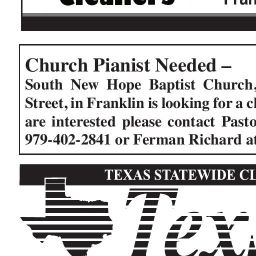 Cleaners
Church Pianist Needed –
South New Hope Baptist Church,
Street, in Franklin is looking for a
are interested please contact
979-402-2841 or Ferman Richard at
TEXAS STATEWIDE
Tex